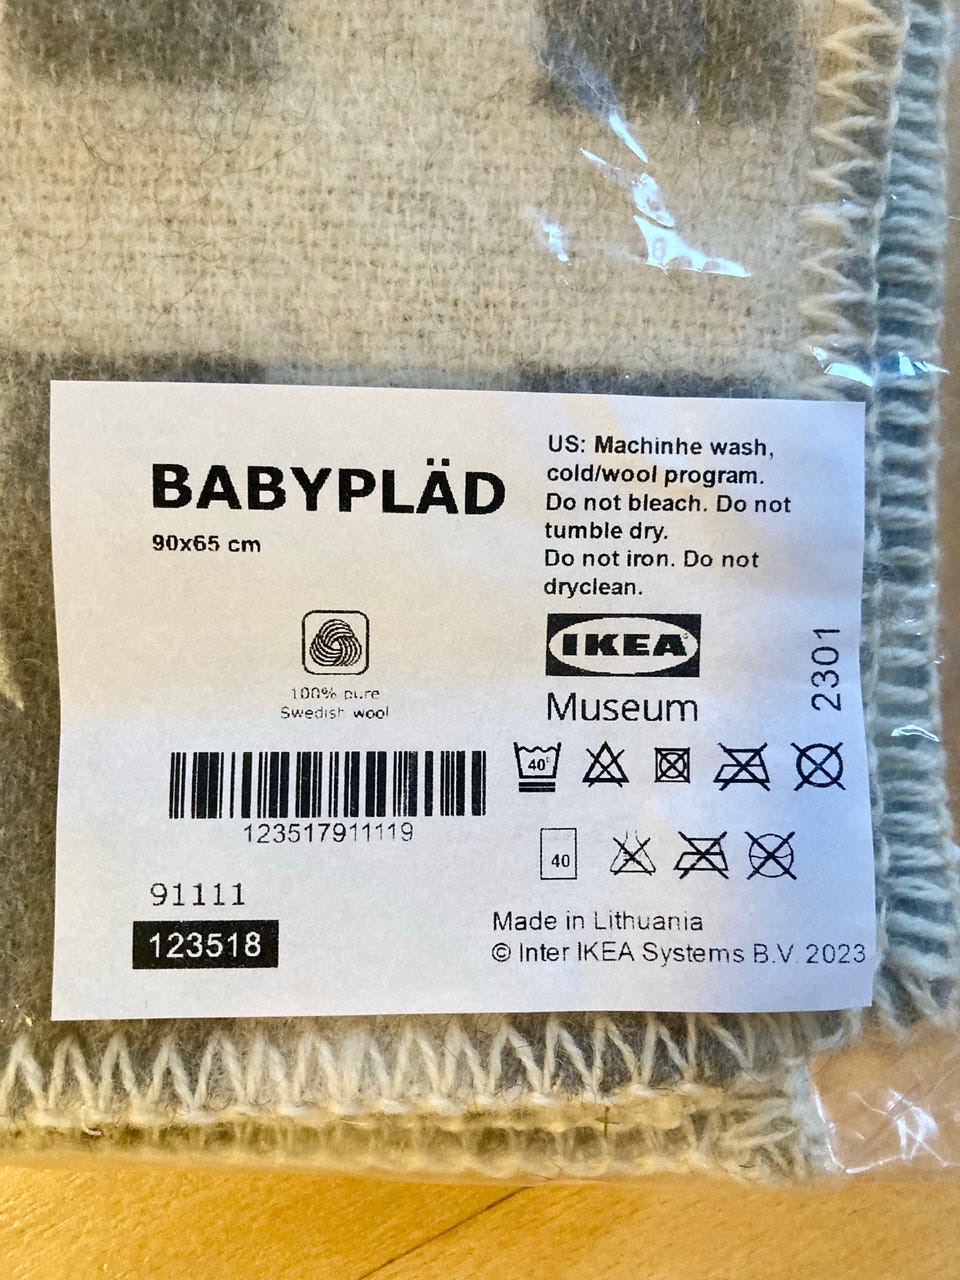 BABYPLÄD
90x65 cm
US: Machinhe wash,
cold/wool program.
Do not bleach. Do not
tumble dry.
Do not iron. Do not
dryclean.
100% pure
Swedish wool
IKEA®
Museum
2301
40°
40
123517911119
91111
123518
Made in Lithuania
© Inter IKEA Systems B.V. 2023